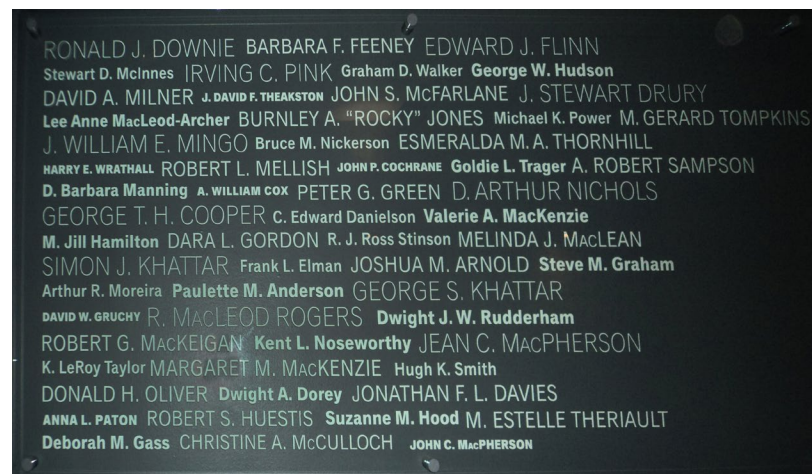 RONALD J. DOWNIE BARBARA F. FEENEY EDWARD J. FLINN
Stewart D. McInnes IRVING C. PINK Graham D. Walker George W. Hudson
DAVID A. MILNER J. DAVID F. THEAKSTON JOHN S. McFARLANE J. STEWART DRURY
Lee Anne MacLeod-Archer BURNLEY A. "ROCKY" JONES Michael K. Power M. GERARD TOMPKINS
J. WILLIAM E. MINGO Bruce M. Nickerson ESMERALDA M. A. THORNHILL
HARRY E. WRATHALL ROBERT L. MELLISH JOHN P. COCHRANE Goldie L. Trager A. ROBERT SAMPSON
D. Barbara Manning A. WILLIAM COX PETER G. GREEN D. ARTHUR NICHOLS
GEORGE T. H. COOPER C. Edward Danielson Valerie A. MacKenzie
M. Jill Hamilton DARA L. GORDON R. J. Ross Stinson MELINDA J. MacLEAN
SIMON J. KHATTAR Frank L. Elman JOSHUA M. ARNOLD Steve M. Graham
Arthur R. Moreira Paulette M. Anderson GEORGE S. KHATTAR
DAVID W. GRUCHY R. MacLEOD ROGERS Dwight J. W. Rudderham
ROBERT G. MacKEIGAN Kent L. Noseworthy JEAN C. MacPHERSON
K. LeRoy Taylor MARGARET M. MacKENZIE Hugh K. Smith
DONALD H. OLIVER Dwight A. Dorey JONATHAN F. L. DAVIES
ANNA L. PATON ROBERT S. HUESTIS Suzanne M. Hood M. ESTELLE THERIAULT
Deborah M. Gass CHRISTINE A. McCULLOCH JOHN C. MacPHERSON